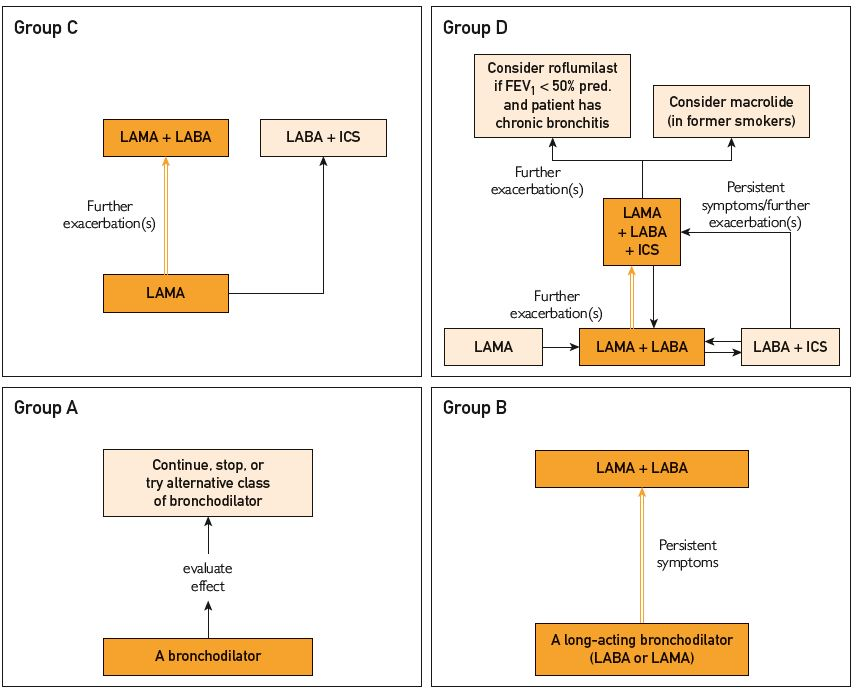 Group C
LAMA + LABA
LABA + ICS
Further
exacerbation(s)
LAMA
Group D
Consider roflumilast
if FEV1 < 50% pred.
and patient has
chronic bronchitis
Consider macrolide
(in former smokers)
Further
exacerbation(s)
LAMA
+ LABA
+ ICS
Persistent
symptoms/further
exacerbation(s)
Further
exacerbation(s)
LAMA
LAMA + LABA
LABA + ICS
Group A
Continue, stop, or
try alternative class
of bronchodilator
evaluate
effect
A bronchodilator
Group B
LAMA + LABA
Persistent
symptoms
A long-acting bronchodilator
(LABA or LAMA)